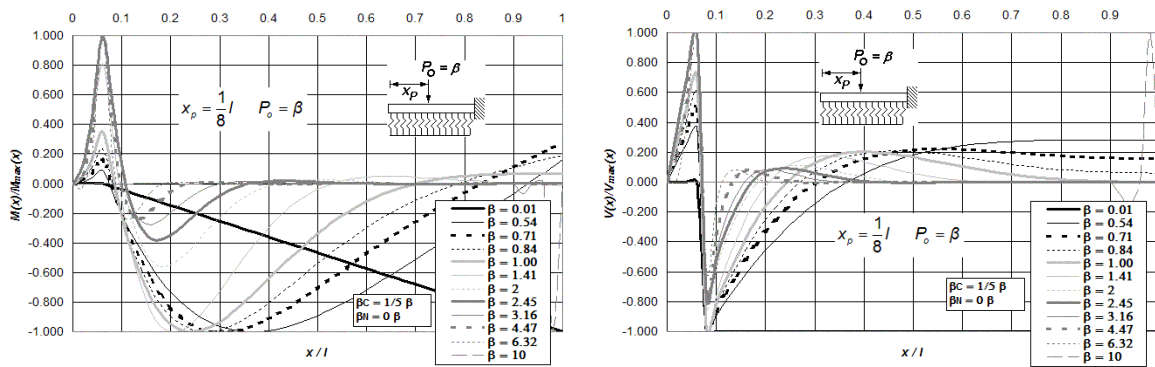 0 0.1 0.2 0.3 0.4 0.5 0.6 0.7 0.8 0.9 1
1.000
0.800
0.600
0.400
0.200
0.000
-0.200
-0.400
-0.600
-0.800
-1.000
M(x)/Mmax(x)
Po = β
xP
xp = 1/8 l Po = β
βC = 1/5 β
βN = 0 β
β = 0.01
β = 0.54
β = 0.71
β = 0.84
β = 1.00
β = 1.41
β = 2
β = 2.45
β = 3.16
β = 4.47
β = 6.32
β = 10
x / l
0 0.1 0.2 0.3 0.4 0.5 0.6 0.7 0.8 0.9
1.000
0.800
0.600
0.400
0.200
0.000
-0.200
-0.400
-0.600
-0.800
-1.000
V(x)/Vmax(x)
Po = β
xP
xp = 1/8 l Po = β
βC = 1/5 β
βN = 0 β
β = 0.01
β = 0.54
β = 0.71
β = 0.84
β = 1.00
β = 1.41
β = 2
β = 2.45
β = 3.16
β = 4.47
β = 6.32
β = 10
x / l